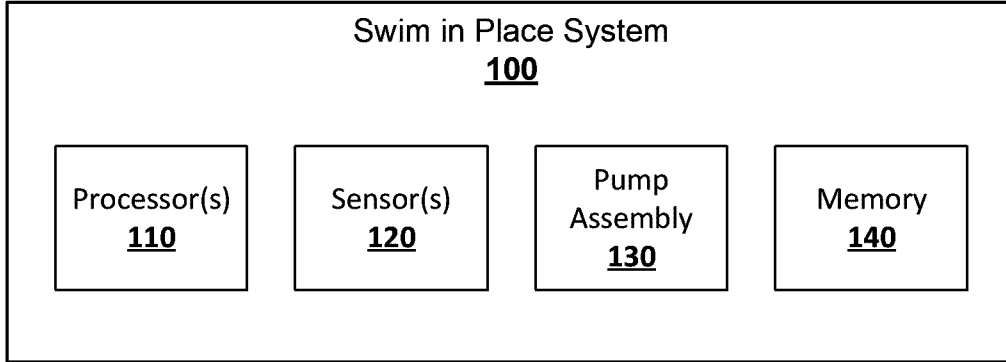 Swim in Place System
100
Processor(s)
110
Sensor(s)
120
Pump
Assembly
130
Memory
140